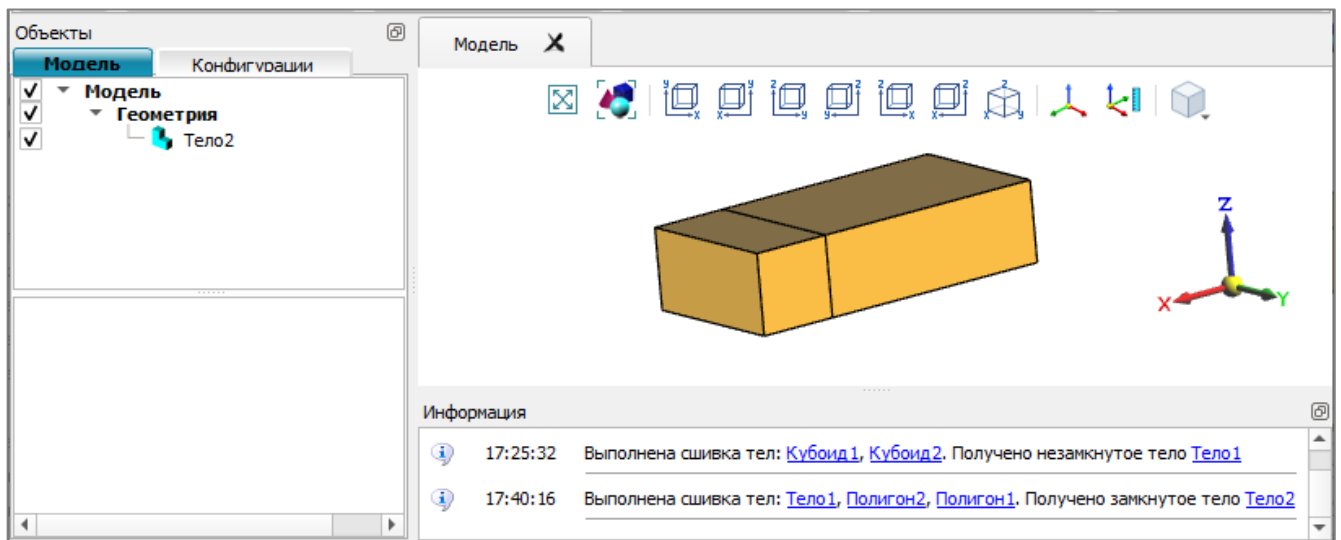 Объекты
Модель Конфигурации
Модель
Геометрия
Тело2
Модель
y x
y x
z y
z y
z x
z x
z x y
Z
X
Y
Информация
17:25:32 Выполнена сшивка тел: Кубоид1, Кубоид2. Получено незамкнутое тело Тело1
17:40:16 Выполнена сшивка тел: Тело1, Полигон2, Полигон1. Получено замкнутое тело Тело2